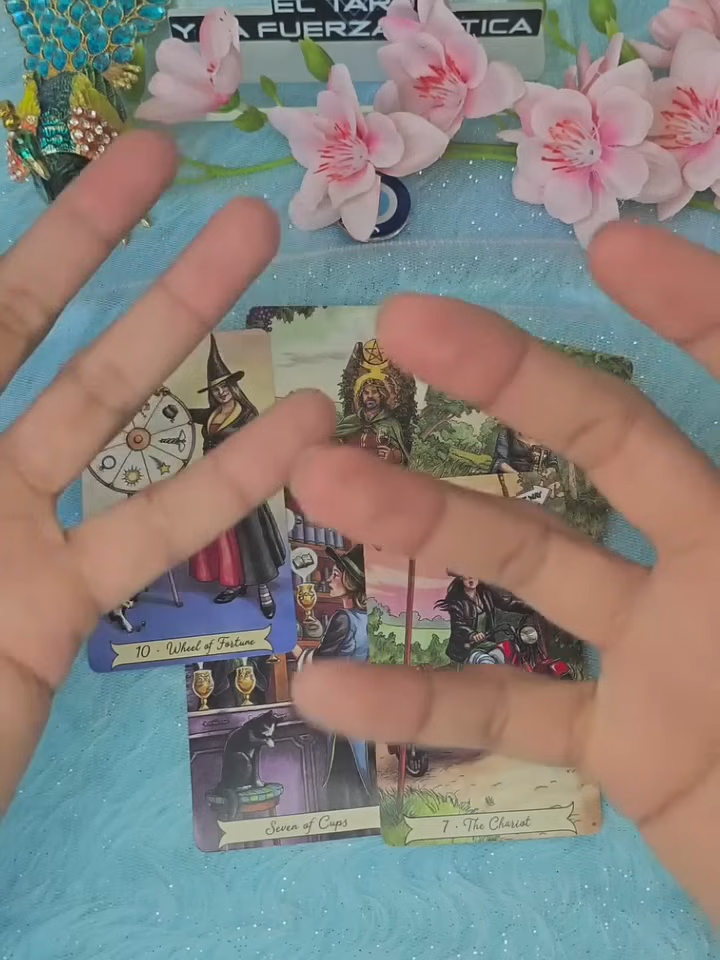 EL TAR
Y LA FUERZA
TICA
10 · Wheel of Fortune
Seven of Cups
7 · The Chariot